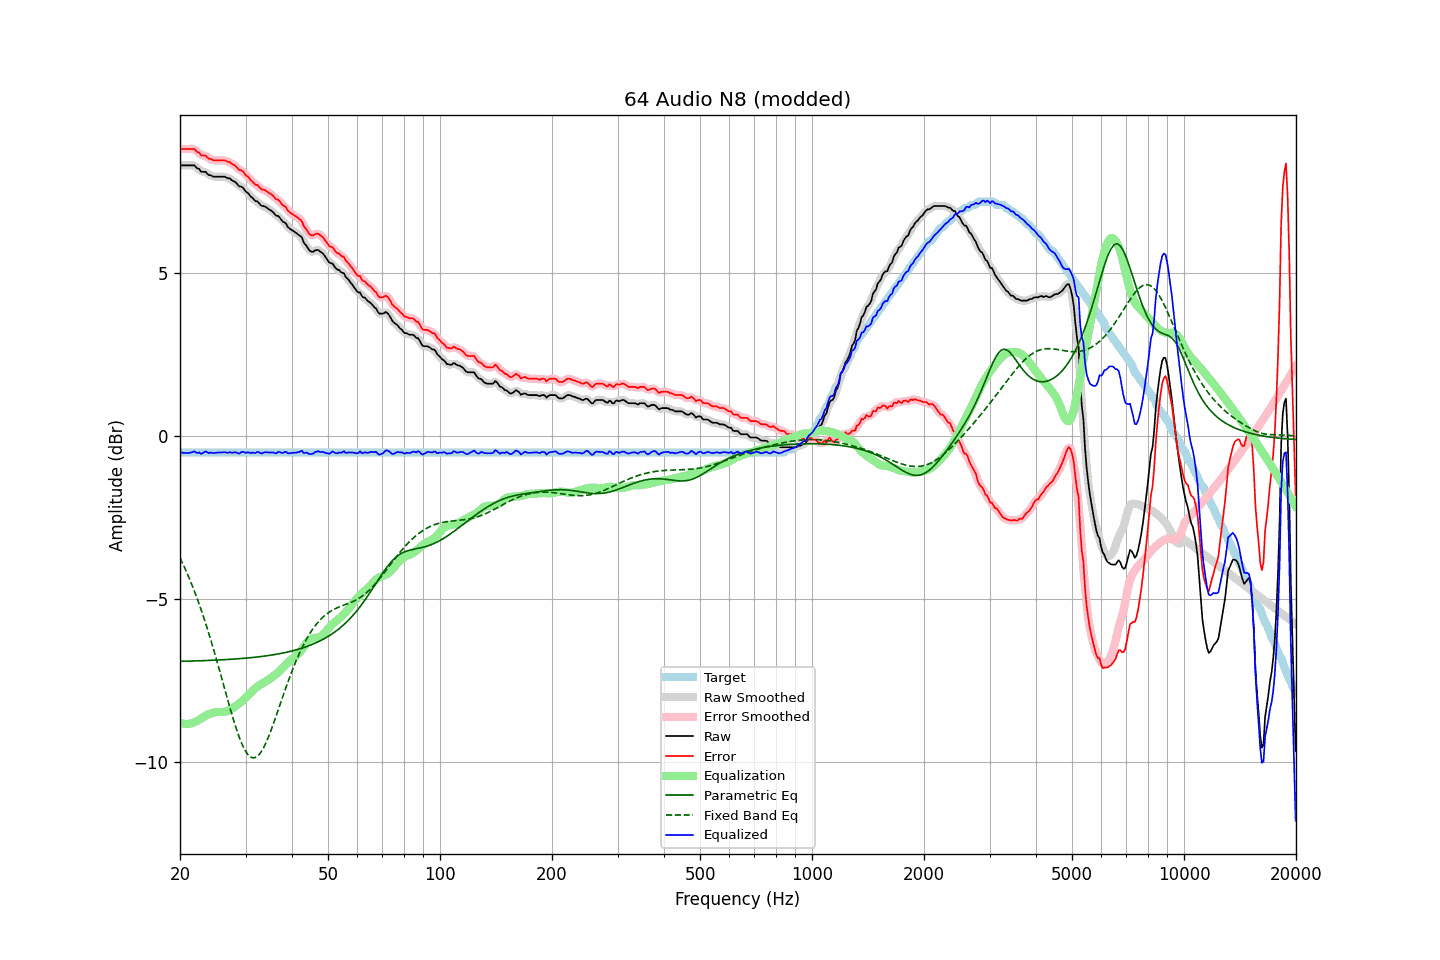 64 Audio N8 (modded)
Amplitude (dBr)
5
0
−5
−10
Target
Raw Smoothed
Error Smoothed
Raw
Error
Equalization
Parametric Eq
Fixed Band Eq
Equalized
20 50 100 200 500 1000 2000 5000 10000 20000
Frequency (Hz)